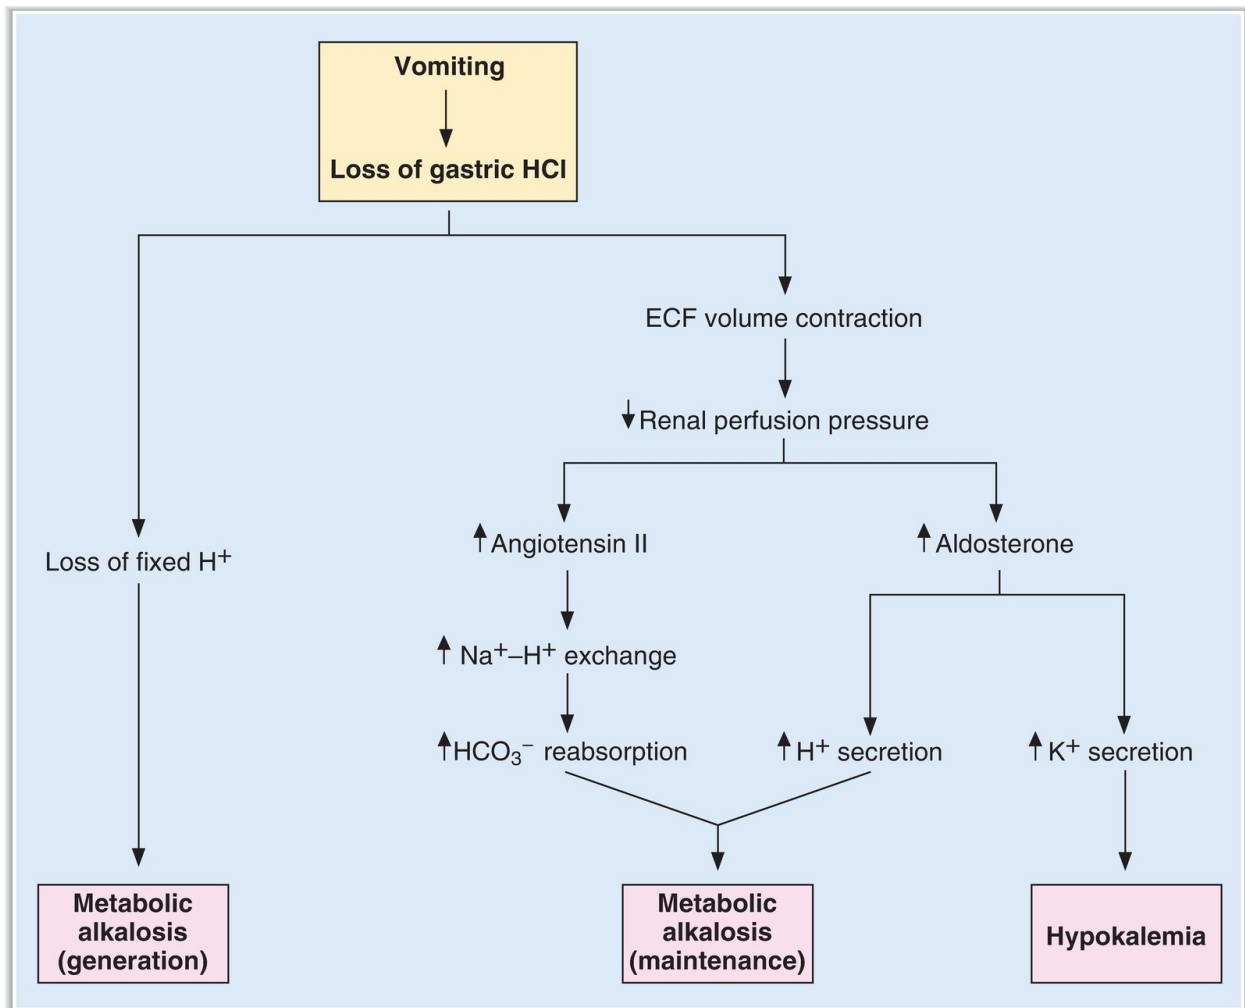 Vomiting
Loss of gastric HCl
ECF volume contraction
Renal perfusion pressure
Angiotensin II
Aldosterone
Loss of fixed H⁺
Na⁺–H⁺ exchange
HCO₃⁻ reabsorption
H⁺ secretion
K⁺ secretion
Metabolic
alkalosis
(generation)
Metabolic
alkalosis
(maintenance)
Hypokalemia